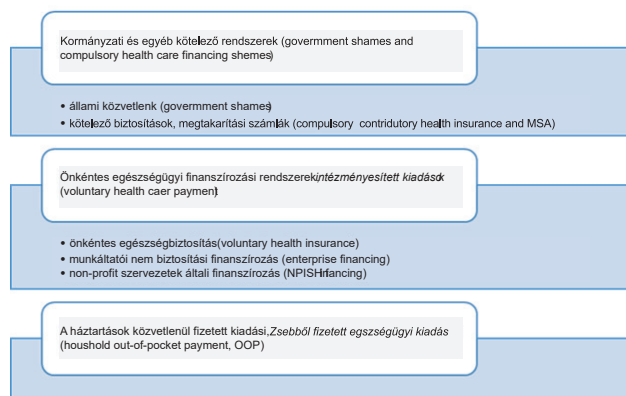 Kormányzati és egyéb kötelező rendszerek (govermment shames and
compulsory health care financing shemes)
• állami közvetlenk (govermment shames)
• kötelező biztosítások, megtakarítási számlák (compulsory contridutory health insurance and MSA)
Önkéntes egészségügyi finanszírozási rendszerek, intézményesített kiadások
(voluntary health caer payment)
• önkéntes egészségbiztosítás(voluntary health insurance)
• munkáltatói nem biztosítási finanszírozás (enterprise financing)
• non-profit szervezetek általi finanszírozás (NPISH financing)
A háztartások közvetlenül fizetett kiadási, Zsebből fizetett egszségügyi kiadás
(houshold out-of-pocket payment, OOP)